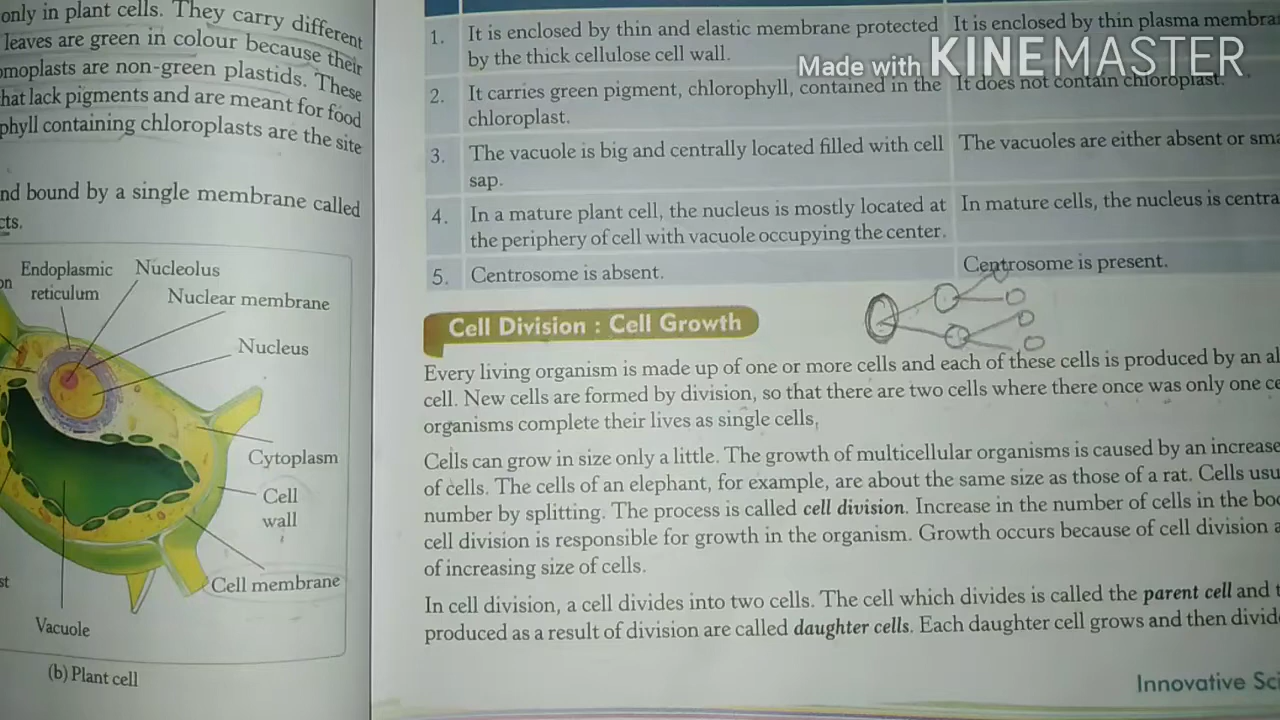 only in plant cells. They carry different
leaves are green in colour because their
omoplasts are non-green plastids. These
hat lack pigments and are meant for food
phyll containing chloroplasts are the site
nd bound by a single membrane called
cts.
Endoplasmic
reticulum
Nucleolus
Nuclear membrane
Nucleus
Cytoplasm
Cell
wall
Cell membrane
Vacuole
(b) Plant cell
1. It is enclosed by thin and elastic membrane protected
by the thick cellulose cell wall.
It is enclosed by thin plasma membra
Made with KINEMASTER
2. It carries green pigment, chlorophyll, contained in the
chloroplast.
It does not contain chloroplast.
3. The vacuole is big and centrally located filled with cell
sap.
The vacuoles are either absent or sma
4. In a mature plant cell, the nucleus is mostly located at
the periphery of cell with vacuole occupying the center.
In mature cells, the nucleus is centra
5. Centrosome is absent.
Centrosome is present.
Cell Division : Cell Growth
Every living organism is made up of one or more cells and each of these cells is produced by an al
cell. New cells are formed by division, so that there are two cells where there once was only one ce
organisms complete their lives as single cells,
Cells can grow in size only a little. The growth of multicellular organisms is caused by an increase
of cells. The cells of an elephant, for example, are about the same size as those of a rat. Cells usu
number by splitting. The process is called cell division. Increase in the number of cells in the bo
cell division is responsible for growth in the organism. Growth occurs because of cell division a
of increasing size of cells.
In cell division, a cell divides into two cells. The cell which divides is called the parent cell and t
produced as a result of division are called daughter cells. Each daughter cell grows and then divid
Innovative Sci